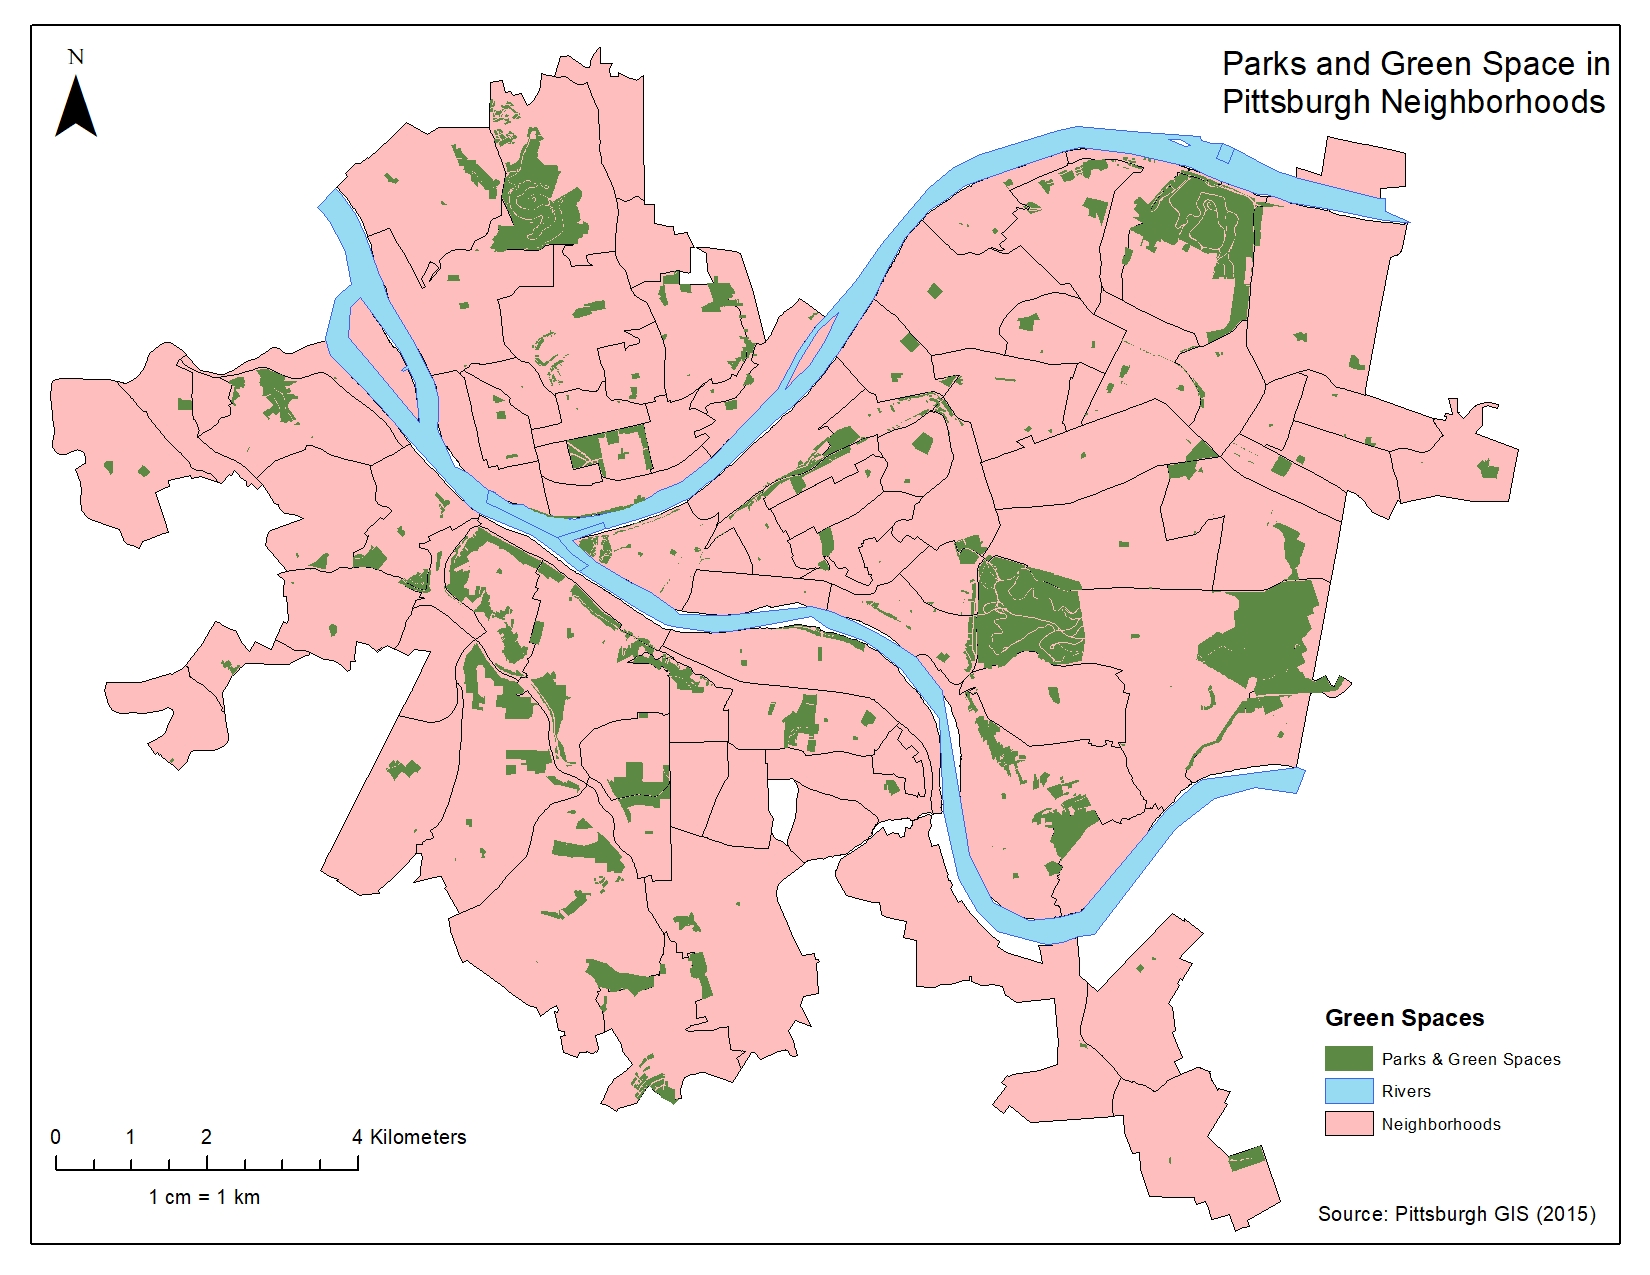 N
Parks and Green Space in
Pittsburgh Neighborhoods
Green Spaces
Parks & Green Spaces
Rivers
Neighborhoods
0 1 2 4 Kilometers
1 cm = 1 km
Source: Pittsburgh GIS (2015)